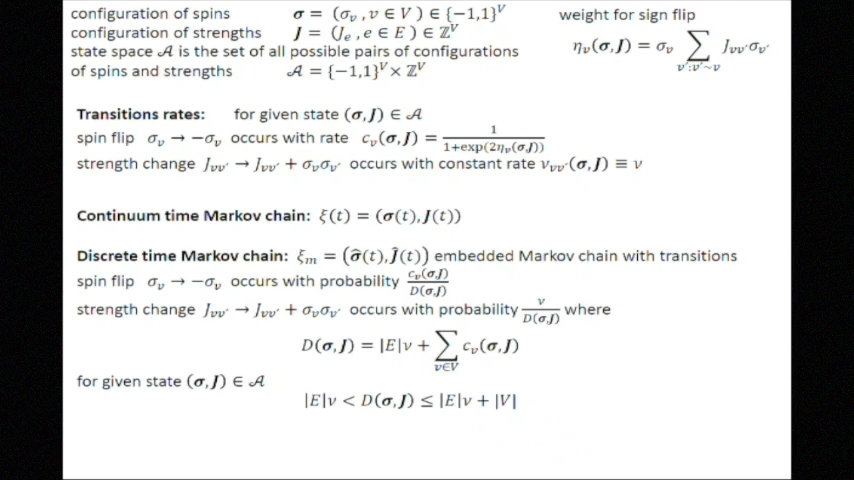 configuration of spins 𝝈 = (σ_v , v ∈ V) ∈ {−1,1}^V weight for sign flip
configuration of strengths 𝑱 = (J_e , e ∈ E) ∈ ℤ^V
η_v(𝝈,𝑱) = σ_v ∑_{v′:v′~v} J_{vv′}σ_{v′}
state space 𝒜 is the set of all possible pairs of configurations
of spins and strengths 𝒜 = {−1,1}^V × ℤ^V
Transitions rates: for given state (𝝈,𝑱) ∈ 𝒜
spin flip σ_v → −σ_v occurs with rate c_v(𝝈,𝑱) = 1/(1+exp(2η_v(𝝈,𝑱)))
strength change J_{vv′} → J_{vv′} + σ_vσ_{v′} occurs with constant rate ν_{vv′}(𝝈,𝑱) ≡ ν
Continuum time Markov chain: ξ(t) = (𝝈(t), 𝑱(t))
Discrete time Markov chain: ξ_m = (𝝈̂(t), 𝑱̂(t)) embedded Markov chain with transitions
spin flip σ_v → −σ_v occurs with probability c_v(𝝈,𝑱)/D(𝝈,𝑱)
strength change J_{vv′} → J_{vv′} + σ_vσ_{v′} occurs with probability ν/D(𝝈,𝑱) where
D(𝝈,𝑱) = |E|ν + ∑_{v∈V} c_v(𝝈,𝑱)
for given state (𝝈,𝑱) ∈ 𝒜
|E|ν < D(𝝈,𝑱) ≤ |E|ν + |V|